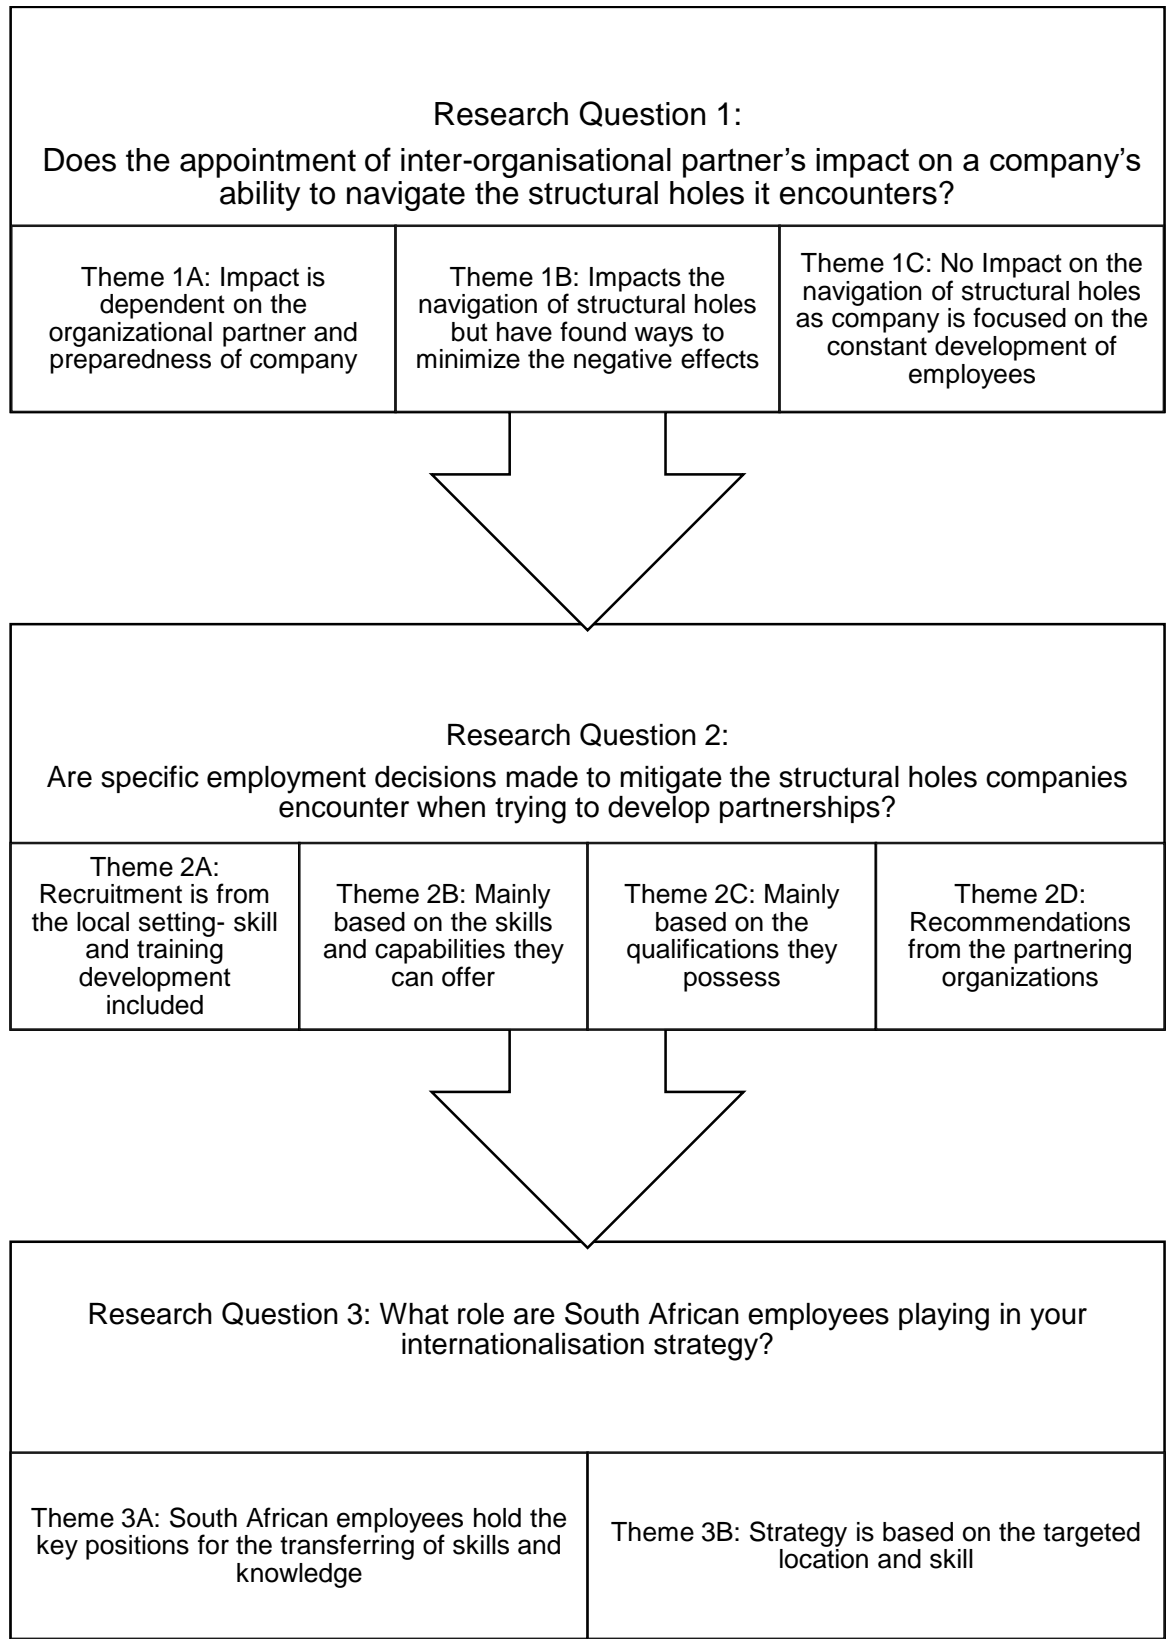 Research Question 1:
Does the appointment of inter-organisational partner’s impact on a company’s
ability to navigate the structural holes it encounters?
Theme 1A: Impact is
dependent on the
organizational partner and
preparedness of company
Theme 1B: Impacts the
navigation of structural holes
but have found ways to
minimize the negative effects
Theme 1C: No Impact on the
navigation of structural holes
as company is focused on the
constant development of
employees
Research Question 2:
Are specific employment decisions made to mitigate the structural holes companies
encounter when trying to develop partnerships?
Theme 2A:
Recruitment is from
the local setting- skill
and training
development
included
Theme 2B: Mainly
based on the skills
and capabilities they
can offer
Theme 2C: Mainly
based on the
qualifications they
possess
Theme 2D:
Recommendations
from the partnering
organizations
Research Question 3: What role are South African employees playing in your
internationalisation strategy?
Theme 3A: South African employees hold the
key positions for the transferring of skills and
knowledge
Theme 3B: Strategy is based on the targeted
location and skill